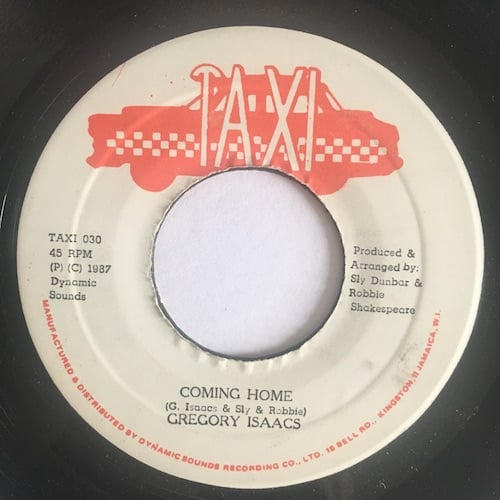 TAXI
TAXI 030
45 RPM
(P) (C) 1987
Dynamic
Sounds
Produced &
Arranged by:
Sly Dunbar &
Robbie
Shakespeare
COMING HOME
(G. Isaacs & Sly & Robbie)
GREGORY ISAACS
MANUFACTURED & DISTRIBUTED BY DYNAMIC SOUNDS RECORDING CO., LTD. 15 BELL RD., KINGSTON, 11 JAMAICA, W.I.